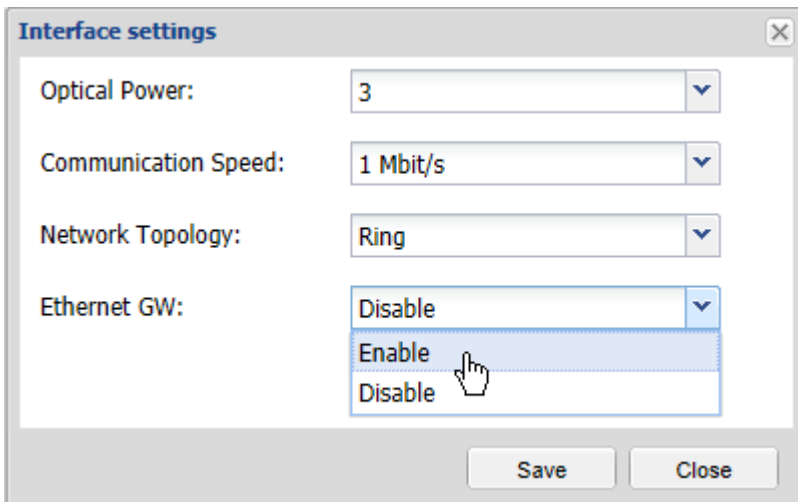 Interface settings
Optical Power: 3
Communication Speed: 1 Mbit/s
Network Topology: Ring
Ethernet GW: Disable
Enable
Disable
Save Close